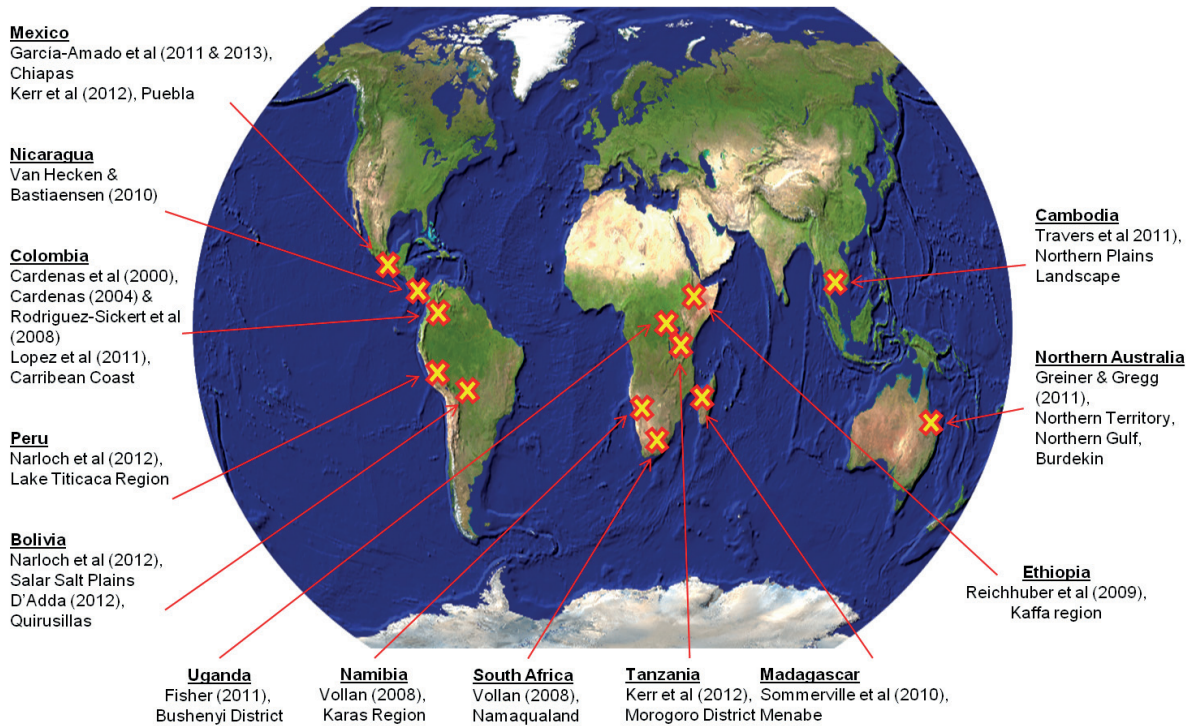 Mexico
García-Amado et al (2011 & 2013),
Chiapas
Kerr et al (2012), Puebla
Nicaragua
Van Hecken &
Bastiaensen (2010)
Colombia
Cardenas et al (2000),
Cardenas (2004) &
Rodriguez-Sickert et al
(2008)
Lopez et al (2011),
Carribean Coast
Peru
Narloch et al (2012),
Lake Titicaca Region
Bolivia
Narloch et al (2012),
Salar Salt Plains
D'Adda (2012),
Quirusillas
Uganda
Fisher (2011),
Bushenyi District
Namibia
Vollan (2008),
Karas Region
South Africa
Vollan (2008),
Namaqualand
Tanzania
Kerr et al (2012),
Morogoro District
Madagascar
Sommerville et al (2010),
Menabe
Ethiopia
Reichhuber et al (2009),
Kaffa region
Northern Australia
Greiner & Gregg
(2011),
Northern Territory,
Northern Gulf,
Burdekin
Cambodia
Travers et al 2011),
Northern Plains
Landscape